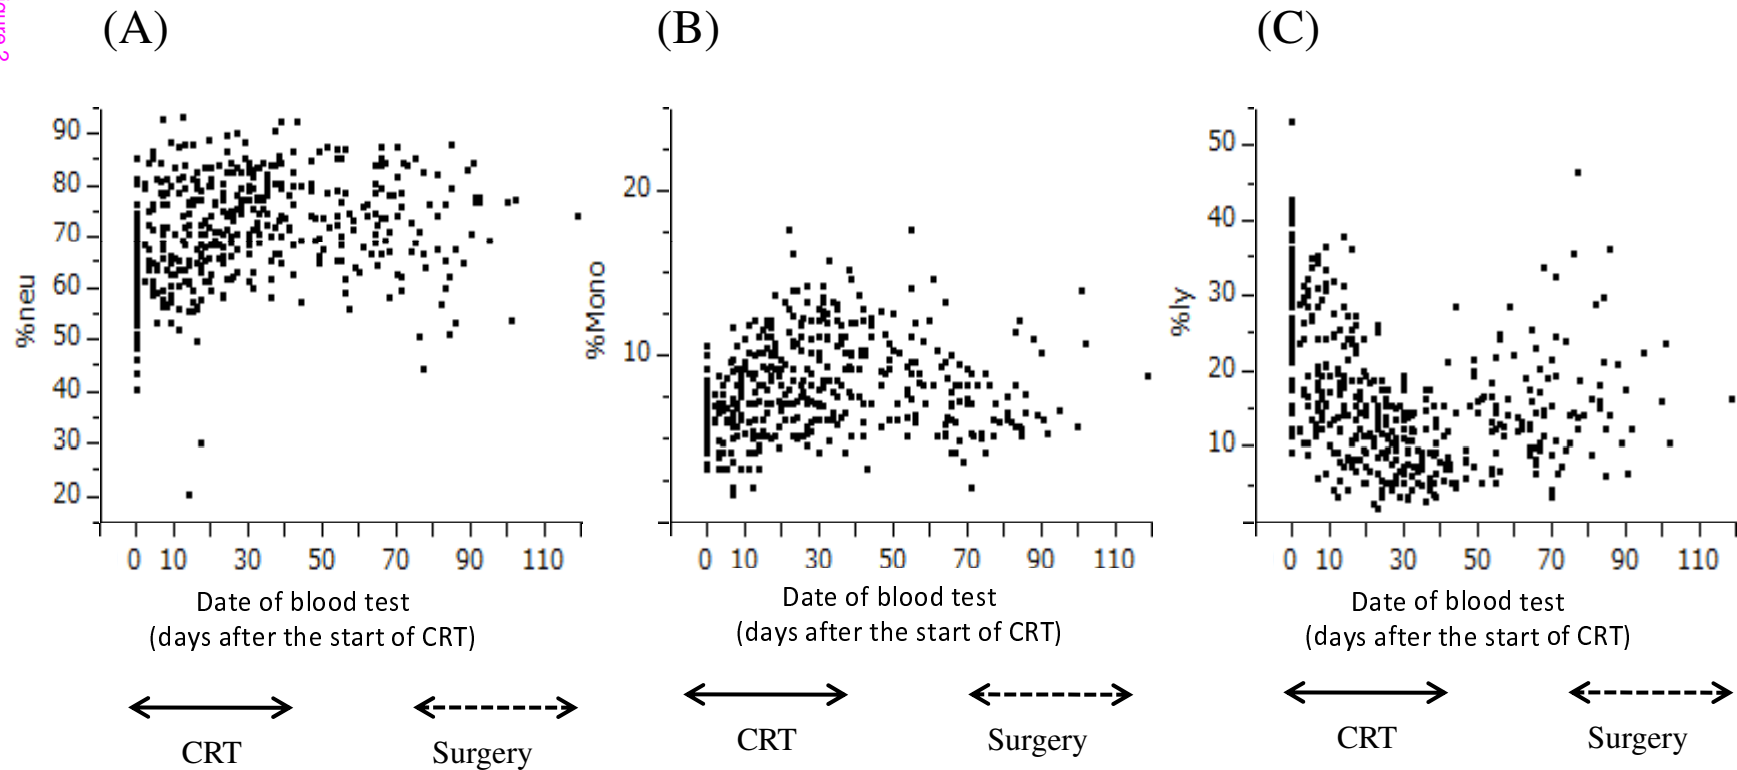 (A)
(B)
(C)
%neu
90
80
70
60
50
40
30
20
0 10 30 50 70 90 110
Date of blood test
(days after the start of CRT)
CRT
Surgery
%Mono
20
10
0 10 30 50 70 90 110
Date of blood test
(days after the start of CRT)
CRT
Surgery
%ly
50
40
30
20
10
0 10 30 50 70 90 110
Date of blood test
(days after the start of CRT)
CRT
Surgery